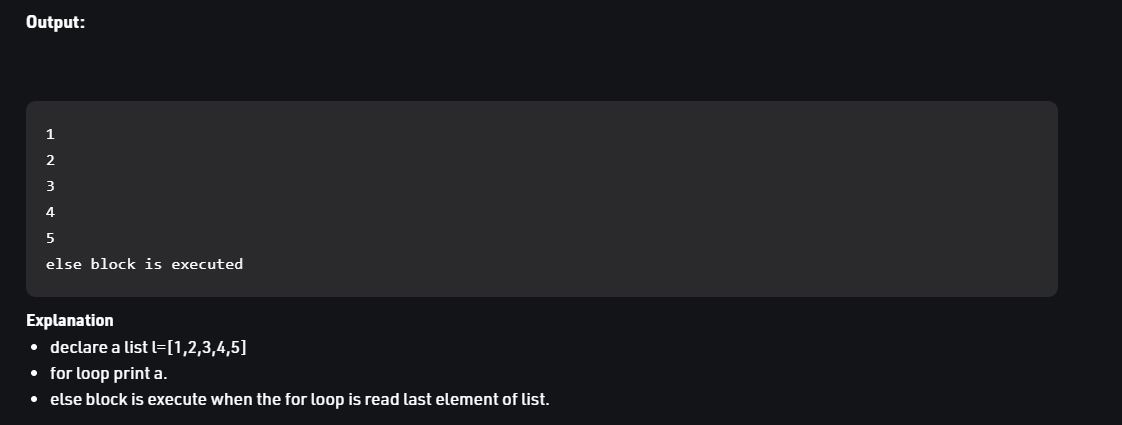 Output:
1
2
3
4
5
else block is executed
Explanation
• declare a list l=[1,2,3,4,5]
• for loop print a.
• else block is execute when the for loop is read last element of list.